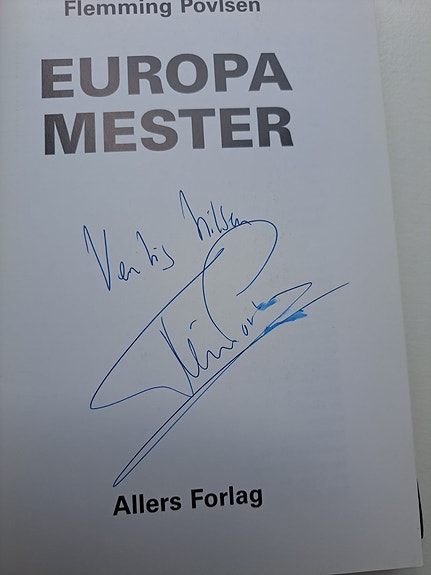 Flemming Povlsen
EUROPA
MESTER
Venlig hilsen
Allers Forlag